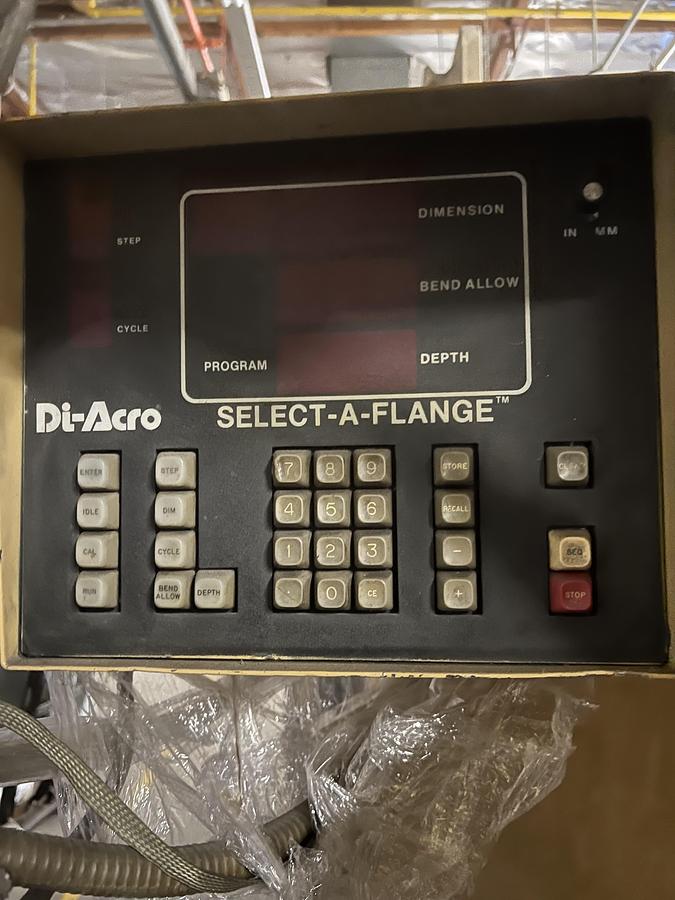 DIMENSION
IN MM
STEP
BEND ALLOW
CYCLE
PROGRAM
DEPTH
Di-Acro
SELECT-A-FLANGE™
ENTER STEP 7 8 9 STORE CLEAR
IDLE DIM 4 5 6 RECALL
CAL CYCLE 1 2 3 - SEQ
RUN BEND ALLOW DEPTH . 0 CE + STOP